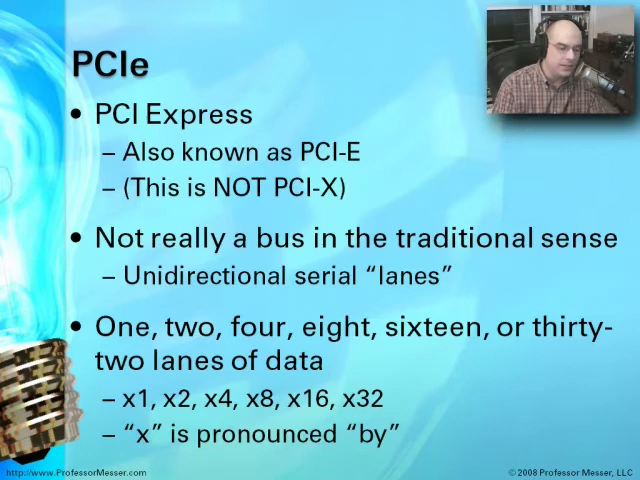 PCIe
• PCI Express
– Also known as PCI-E
– (This is NOT PCI-X)
• Not really a bus in the traditional sense
– Unidirectional serial “lanes”
• One, two, four, eight, sixteen, or thirty-
two lanes of data
– x1, x2, x4, x8, x16, x32
– “x” is pronounced “by”
http://www.ProfessorMesser.com
© 2008 Professor Messer, LLC